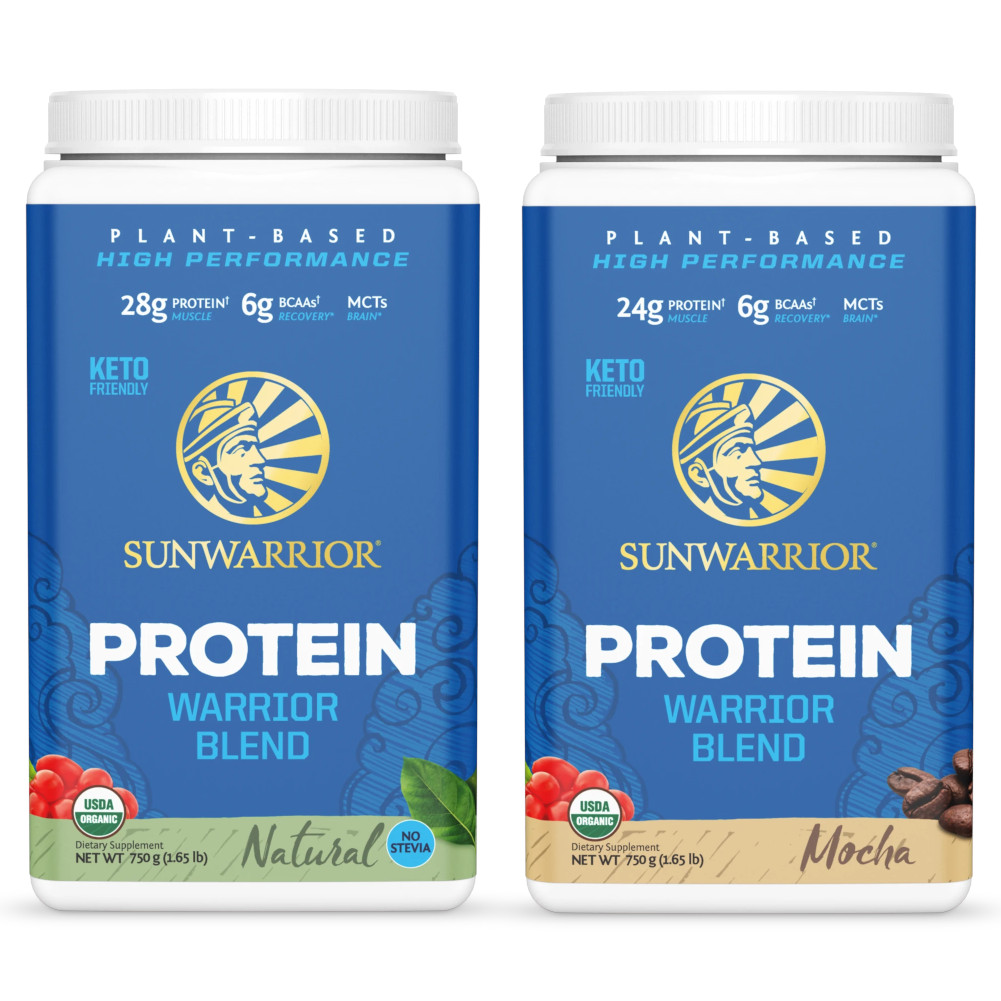 PLANT-BASED
HIGH PERFORMANCE
28g PROTEIN† 6g BCAAs† MCTs
MUSCLE RECOVERY* BRAIN*
KETO
FRIENDLY
SUNWARRIOR®
PROTEIN
WARRIOR
BLEND
USDA
ORGANIC
Dietary Supplement
NET WT 750 g (1.65 lb)
Natural
NO
STEVIA
PLANT-BASED
HIGH PERFORMANCE
24g PROTEIN† 6g BCAAs† MCTs
MUSCLE RECOVERY* BRAIN*
KETO
FRIENDLY
SUNWARRIOR®
PROTEIN
WARRIOR
BLEND
USDA
ORGANIC
Dietary Supplement
NET WT 750 g (1.65 lb)
Mocha